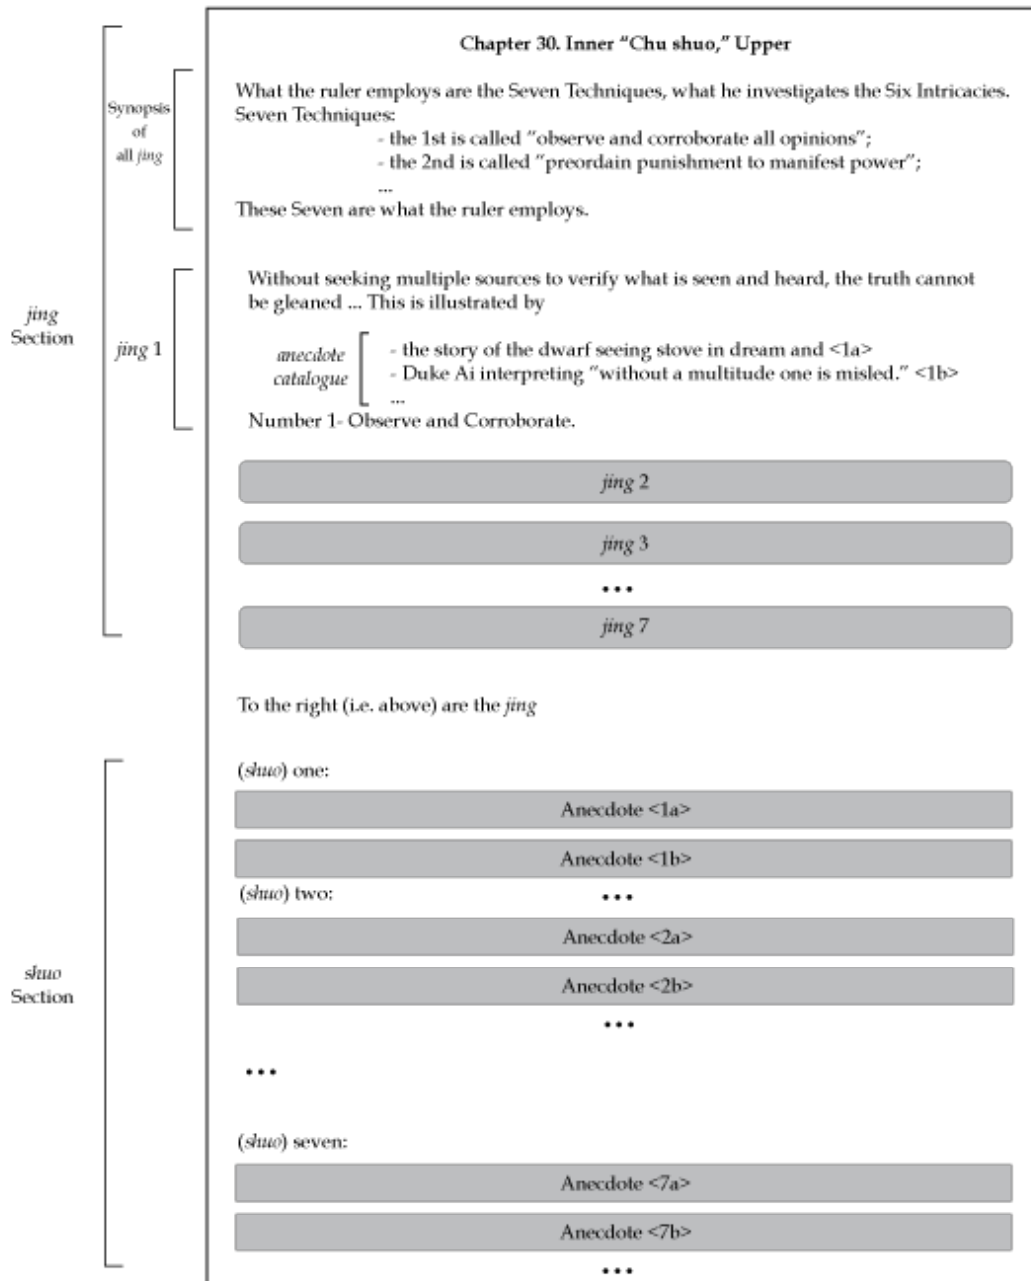 Chapter 30. Inner “Chu shuo,” Upper
Synopsis
of
all jing
What the ruler employs are the Seven Techniques, what he investigates the Six Intricacies.
Seven Techniques:
- the 1st is called “observe and corroborate all opinions”;
- the 2nd is called “preordain punishment to manifest power”;
...
These Seven are what the ruler employs.
jing
Section
jing 1
Without seeking multiple sources to verify what is seen and heard, the truth cannot
be gleaned ... This is illustrated by
anecdote
catalogue
- the story of the dwarf seeing stove in dream and <1a>
- Duke Ai interpreting “without a multitude one is misled.” <1b>
...
Number 1- Observe and Corroborate.
jing 2
jing 3
•••
jing 7
To the right (i.e. above) are the jing
shuo
Section
(shuo) one:
Anecdote <1a>
Anecdote <1b>
•••
(shuo) two:
Anecdote <2a>
Anecdote <2b>
•••
•••
(shuo) seven:
Anecdote <7a>
Anecdote <7b>
•••